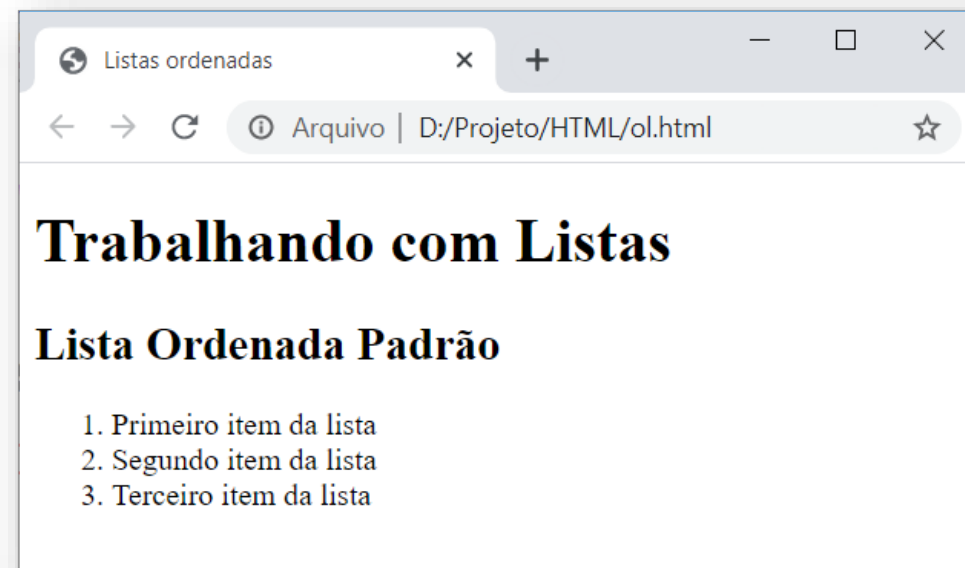 Listas ordenadas
Arquivo | D:/Projeto/HTML/ol.html
Trabalhando com Listas
Lista Ordenada Padrão
1. Primeiro item da lista
2. Segundo item da lista
3. Terceiro item da lista